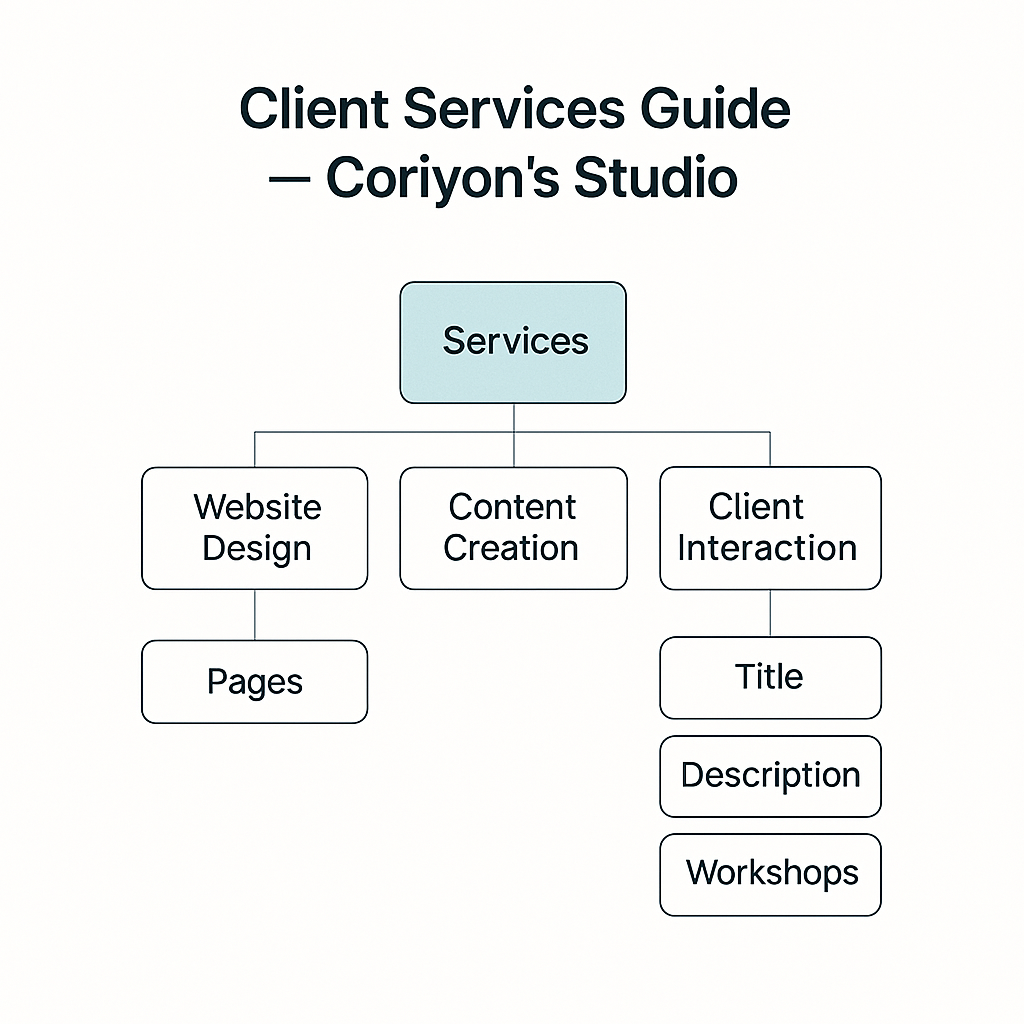 Client Services Guide
— Coriyon's Studio
Services
Website
Design
Content
Creation
Client
Interaction
Pages
Title
Description
Workshops